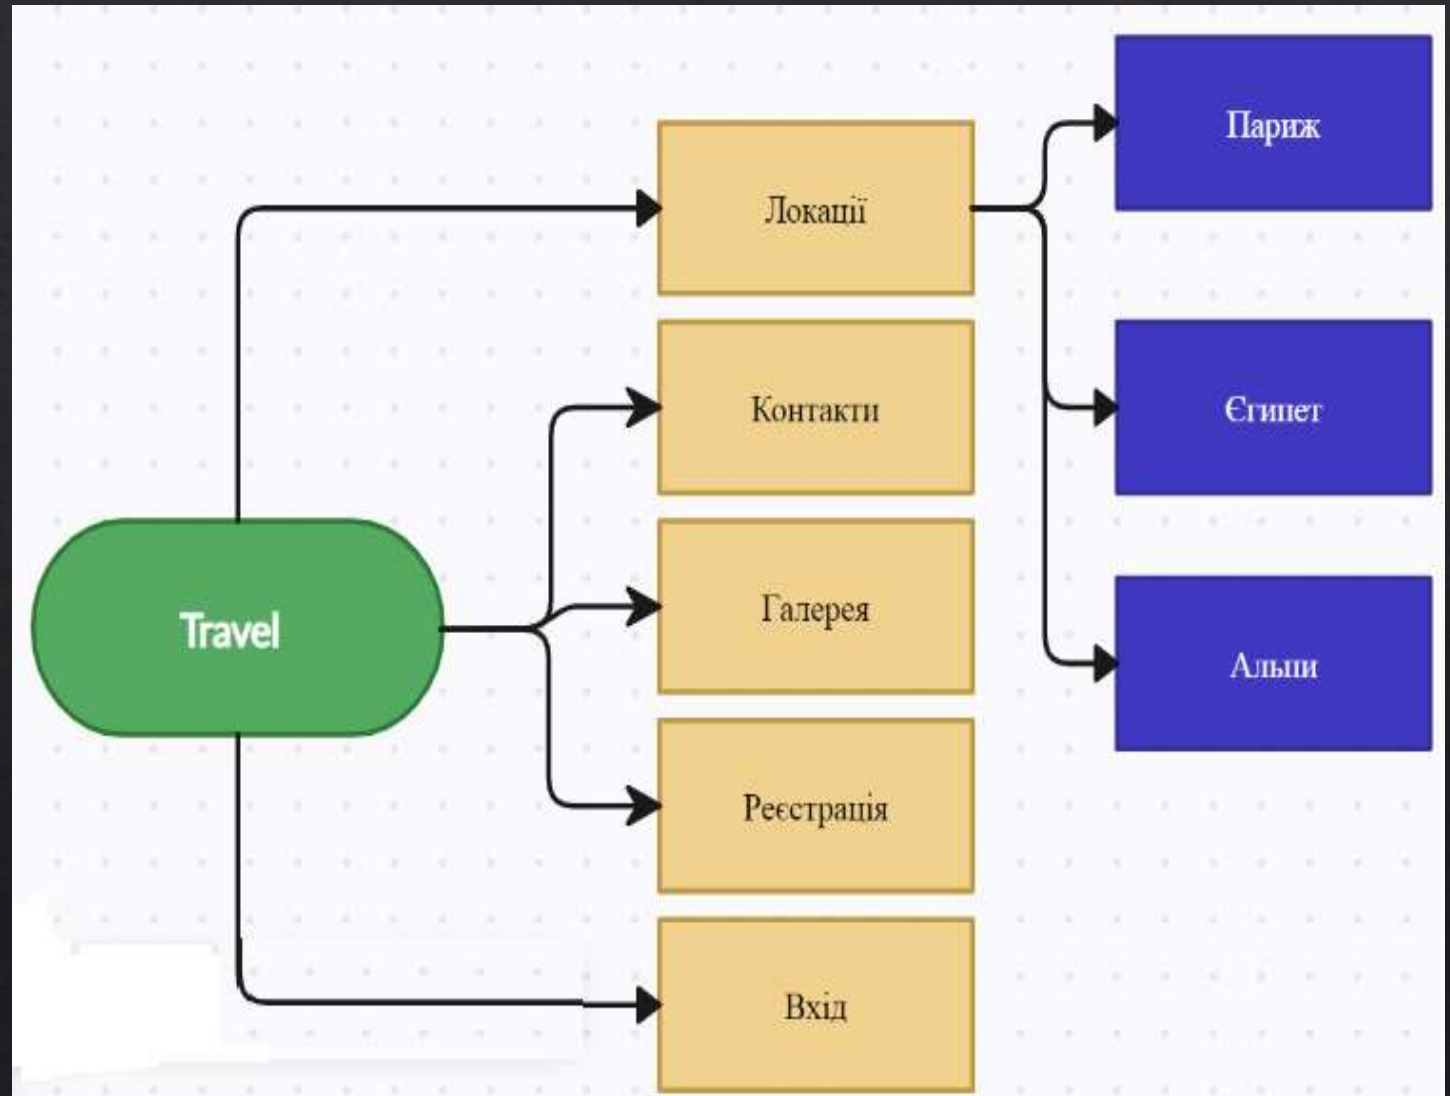 Travel
Локації
Контакти
Галерея
Реєстрація
Вхід
Париж
Єгипет
Альпи